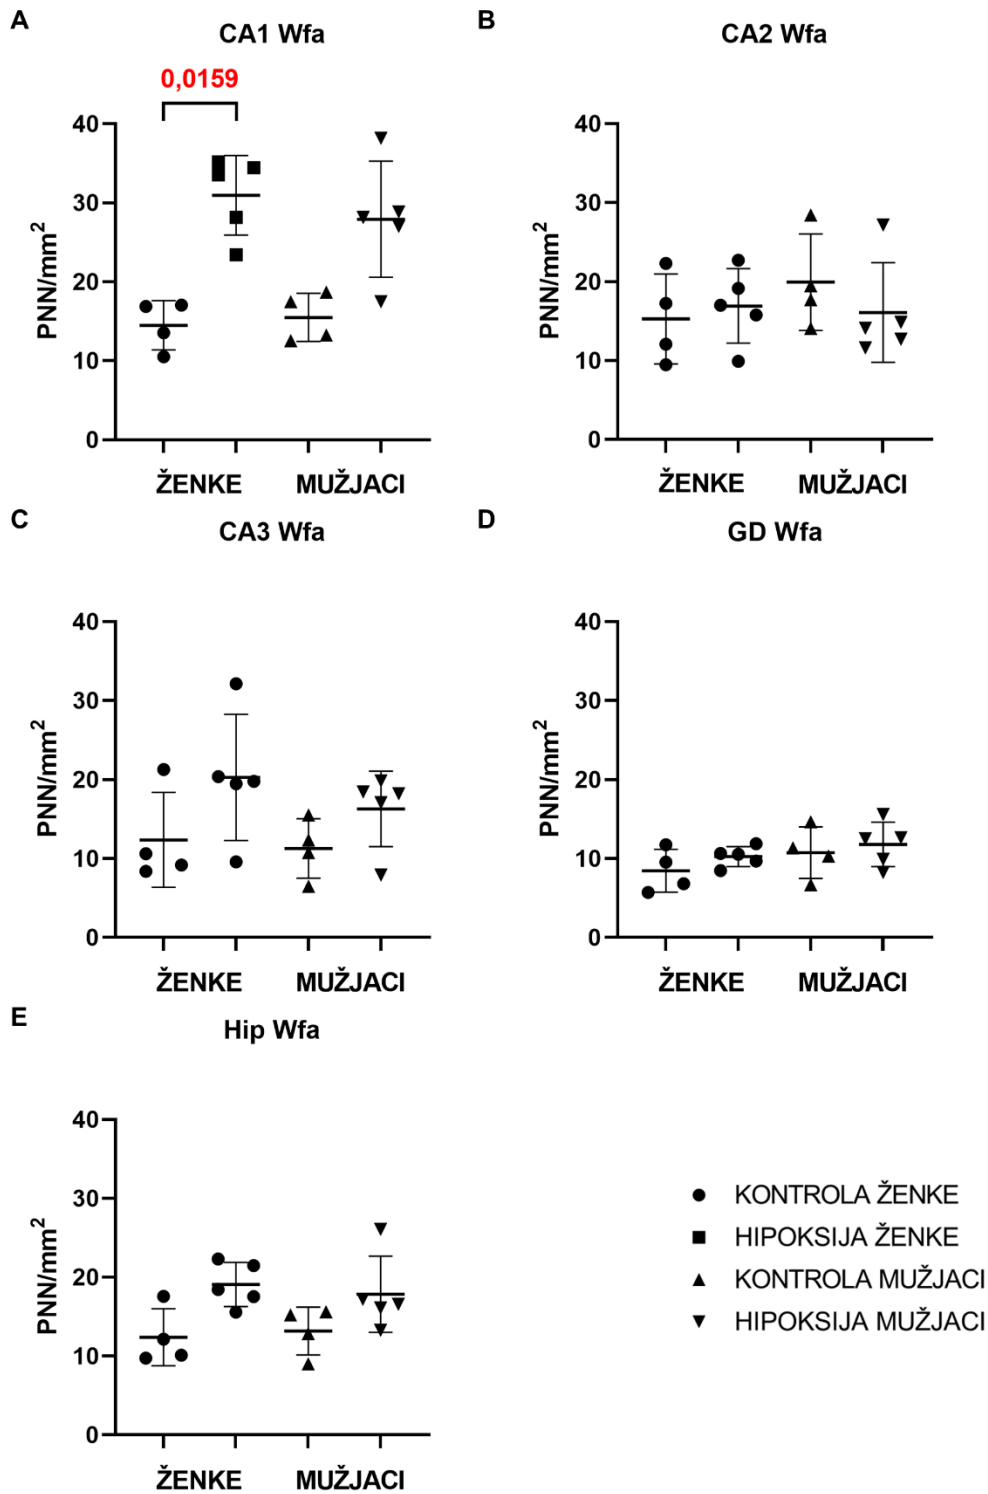 A
CA1 Wfa
0,0159
PNN/mm²
40
30
20
10
0
ŽENKE MUŽJACI
B
CA2 Wfa
PNN/mm²
40
30
20
10
0
ŽENKE MUŽJACI
C
CA3 Wfa
PNN/mm²
40
30
20
10
0
ŽENKE MUŽJACI
D
GD Wfa
PNN/mm²
40
30
20
10
0
ŽENKE MUŽJACI
E
Hip Wfa
PNN/mm²
40
30
20
10
0
ŽENKE MUŽJACI
KONTROLA ŽENKE
HIPOKSIJA ŽENKE
KONTROLA MUŽJACI
HIPOKSIJA MUŽJACI